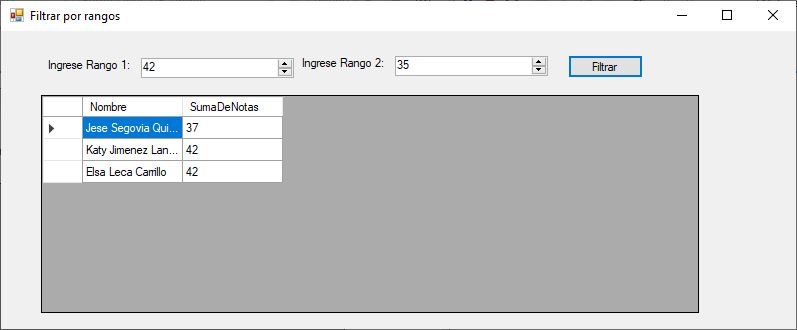 Filtrar por rangos
Ingrese Rango 1: 42 Ingrese Rango 2: 35 Filtrar
Nombre SumaDeNotas
Jese Segovia Qui... 37
Katy Jimenez Lan... 42
Elsa Leca Carrillo 42